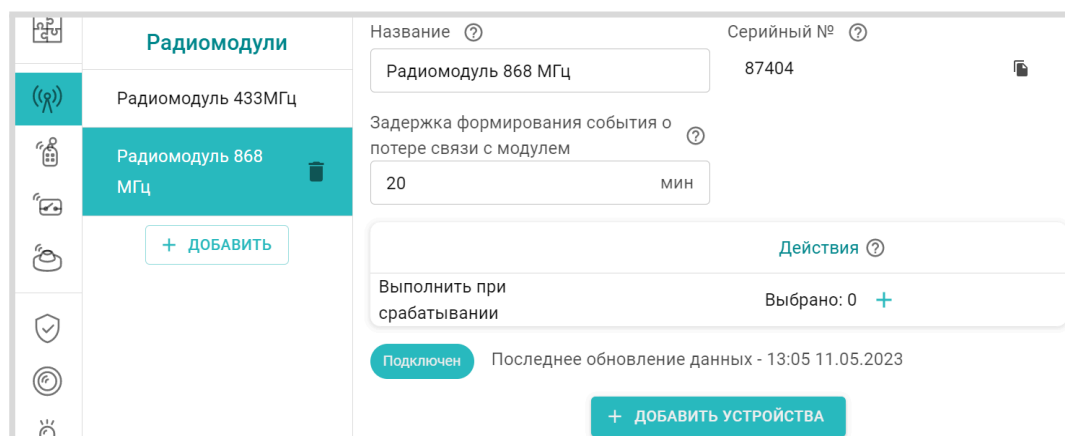 Радиомодули
Радиомодуль 433МГц
Радиомодуль 868
МГц
+ ДОБАВИТЬ
Название
Серийный №
Радиомодуль 868 МГц
87404
Задержка формирования события о
потере связи с модулем
20 мин
Действия
Выполнить при
срабатывании
Выбрано: 0 +
Подключен
Последнее обновление данных - 13:05 11.05.2023
+ ДОБАВИТЬ УСТРОЙСТВА